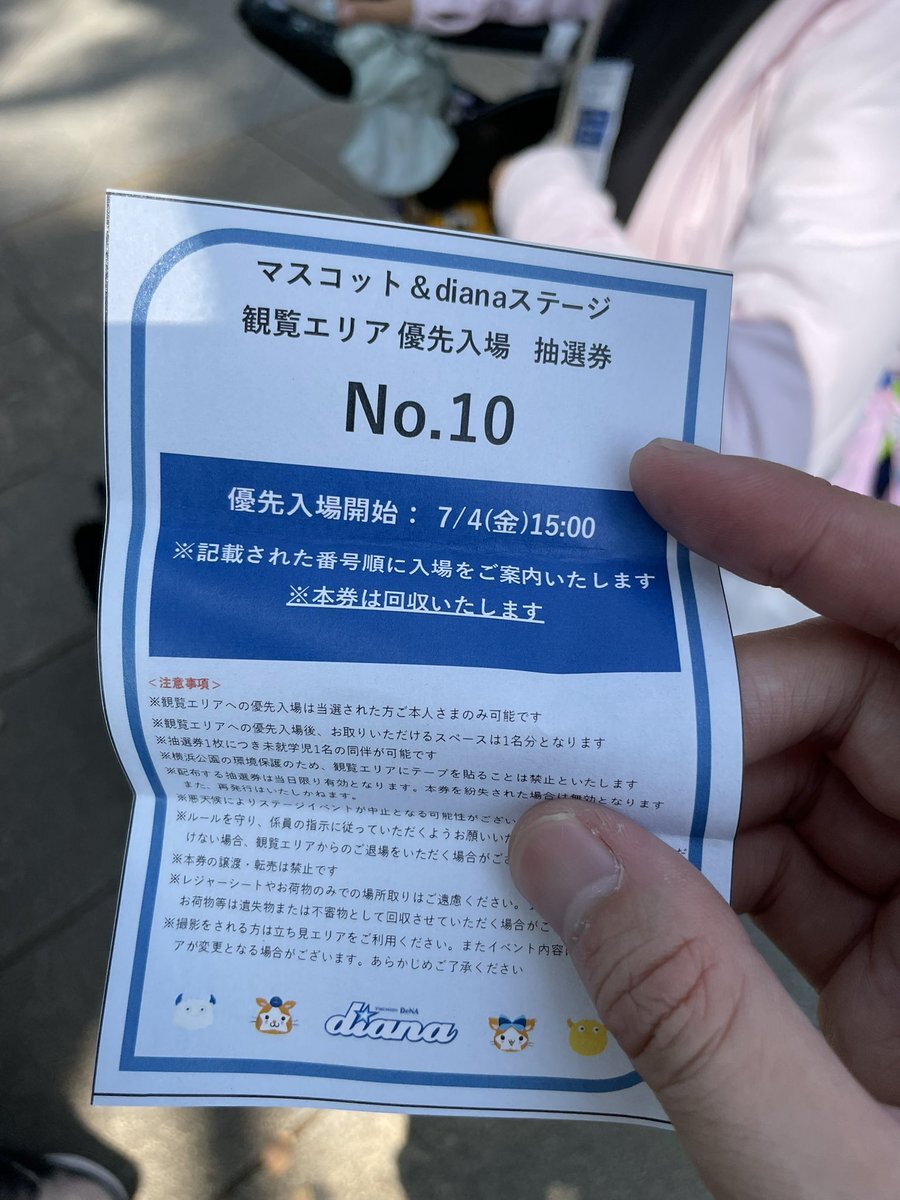 マスコット＆dianaステージ
観覧エリア 優先入場　抽選券
No.10
優先入場開始： 7/4(金)15:00
※記載された番号順に入場をご案内いたします
※本券は回収いたします
＜注意事項＞
※観覧エリアへの優先入場は当選された方ご本人さまのみ可能です
※観覧エリアへの優先入場後、お取りいただけるスペースは1名分となります
※抽選券1枚につき未就学児1名の同伴が可能です
※横浜公園の環境保護のため、観覧エリアにテープを貼ることは禁止といたします
※配布する抽選券は当日限り有効となります。本券を紛失された場合は無効となります
また、再発行はいたしかねます。
※悪天候によりステージイベントが中止となる可能性がござい
※ルールを守り、係員の指示に従っていただくようお願いいた
けない場合、観覧エリアからのご退場をいただく場合がござ
※本券の譲渡・転売は禁止です
※レジャーシートやお荷物のみでの場所取りはご遠慮ください。
お荷物等は遺失物または不審物として回収させていただく場合がご
※撮影をされる方は立ち見エリアをご利用ください。またイベント内容
アが変更となる場合がございます。あらかじめご了承ください
YOKOHAMA DeNA
diana